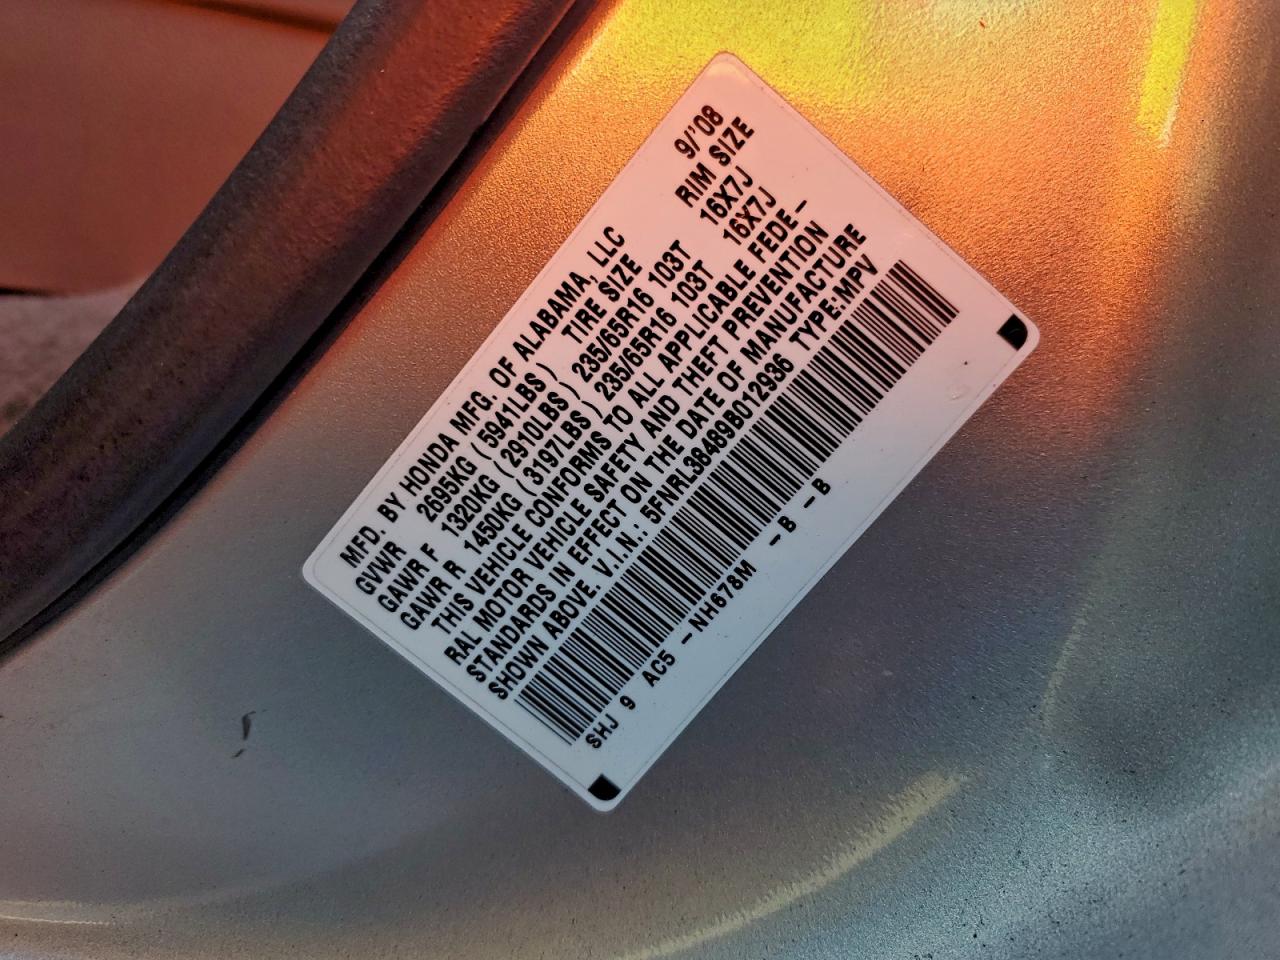 MFD. BY HONDA MFG. OF ALABAMA, LLC 9/'08
GVWR 2695KG (5941LBS) TIRE SIZE RIM SIZE
GAWR F 1320KG (2910LBS) 235/65R16 103T 16X7J
GAWR R 1450KG (3197LBS) 235/65R16 103T 16X7J
THIS VEHICLE CONFORMS TO ALL APPLICABLE FEDE-
RAL MOTOR VEHICLE SAFETY AND THEFT PREVENTION
STANDARDS IN EFFECT ON THE DATE OF MANUFACTURE
SHOWN ABOVE. V.I.N.: 5FNRL38489B012936 TYPE:MPV
SHJ 9 AC5 -NH678M -B -B